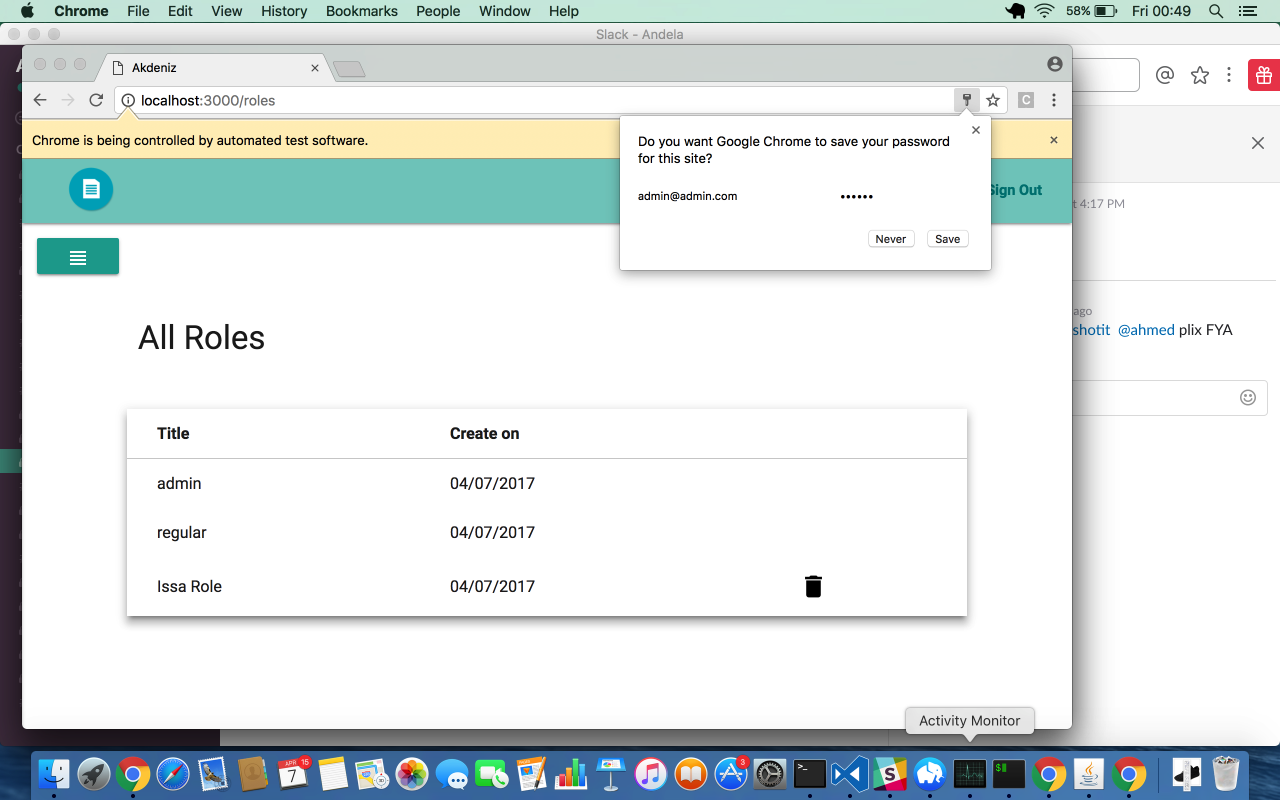 Chrome File Edit View History Bookmarks People Window Help 58% Fri 00:49
Slack - Andela
Akdeniz
localhost:3000/roles
Chrome is being controlled by automated test software.
Do you want Google Chrome to save your password
for this site?
admin@admin.com ••••••
Never Save
Sign Out
t 4:17 PM
ago
shotit @ahmed plix FYA
All Roles
Title Create on
admin 04/07/2017
regular 04/07/2017
Issa Role 04/07/2017
Activity Monitor
APR 15
7
3